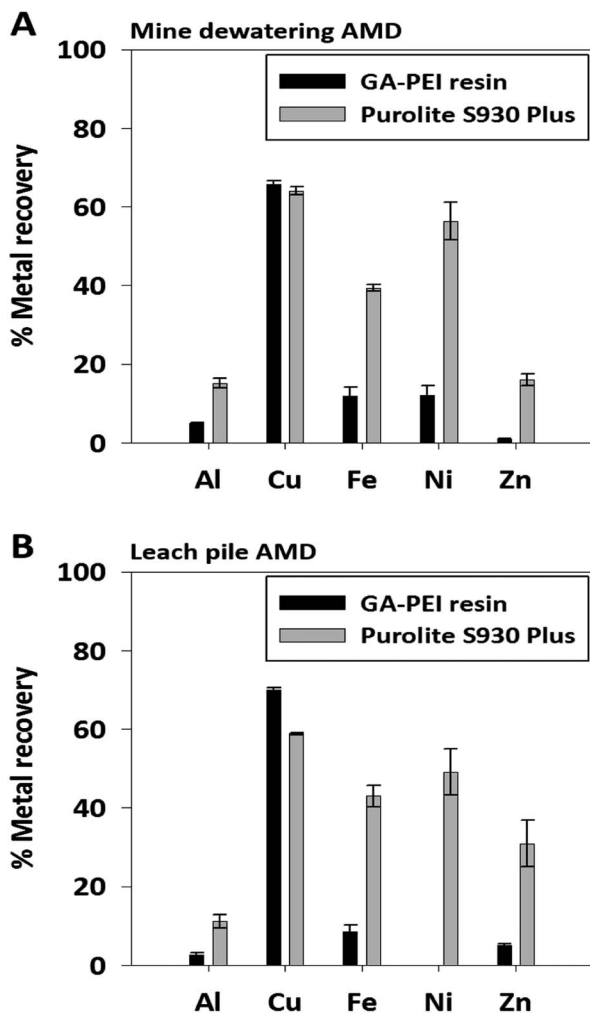 A
Mine dewatering AMD
100
GA-PEI resin
Purolite S930 Plus
80
60
40
20
0
% Metal recovery
Al Cu Fe Ni Zn
B
Leach pile AMD
100
GA-PEI resin
Purolite S930 Plus
80
60
40
20
0
% Metal recovery
Al Cu Fe Ni Zn